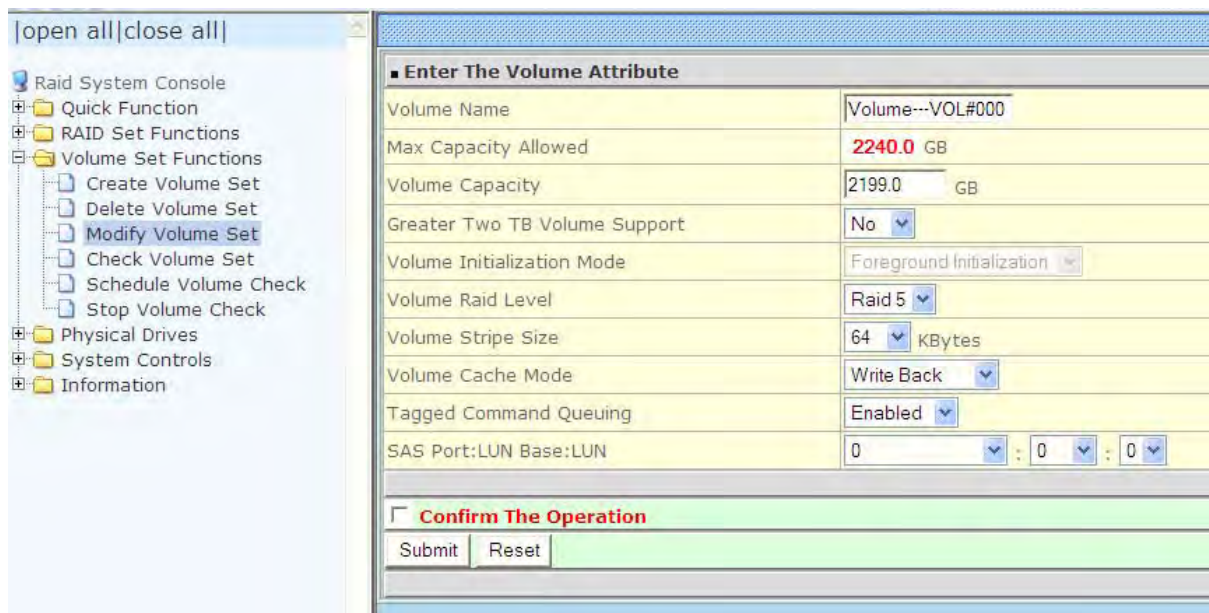 |open all|close all|
Raid System Console
Quick Function
RAID Set Functions
Volume Set Functions
Create Volume Set
Delete Volume Set
Modify Volume Set
Check Volume Set
Schedule Volume Check
Stop Volume Check
Physical Drives
System Controls
Information
Enter The Volume Attribute
Volume Name Volume---VOL#000
Max Capacity Allowed 2240.0 GB
Volume Capacity 2199.0 GB
Greater Two TB Volume Support No
Volume Initialization Mode Foreground Initialization
Volume Raid Level Raid 5
Volume Stripe Size 64 KBytes
Volume Cache Mode Write Back
Tagged Command Queuing Enabled
SAS Port:LUN Base:LUN 0 : 0 : 0
Confirm The Operation
Submit Reset